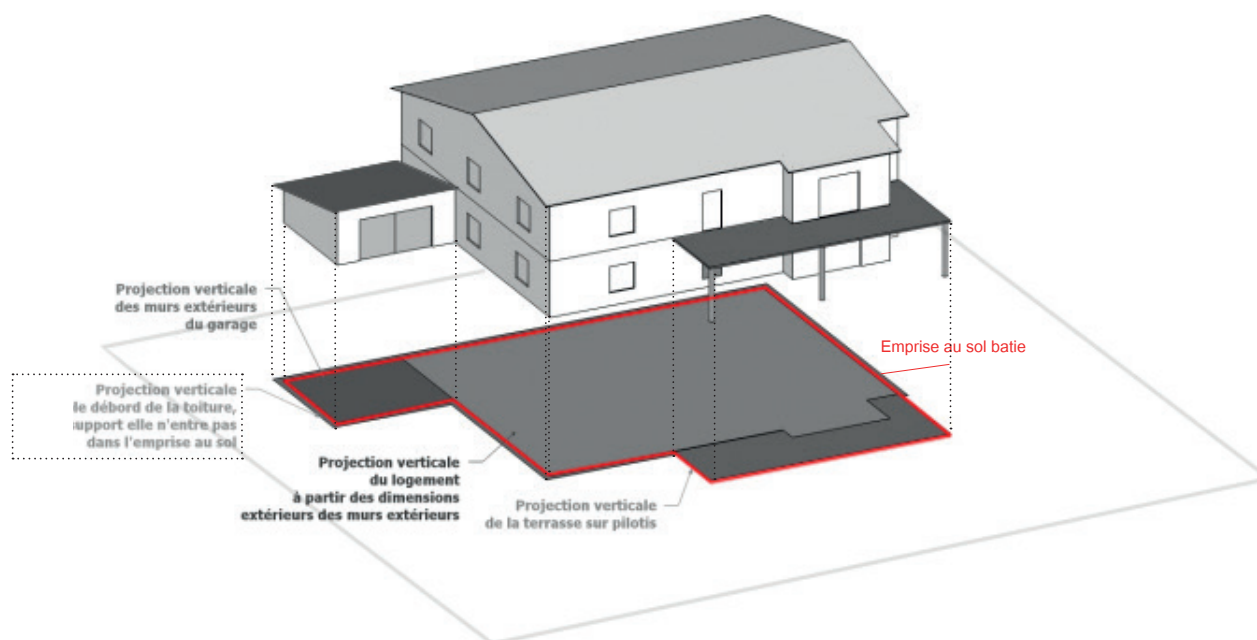 Projection verticale
des murs extérieurs
du garage
Emprise au sol batie
Projection verticale
le débord de la toiture,
support elle n'entre pas
dans l'emprise au sol
Projection verticale
du logement
à partir des dimensions
extérieurs des murs extérieurs
Projection verticale
de la terrasse sur pilotis